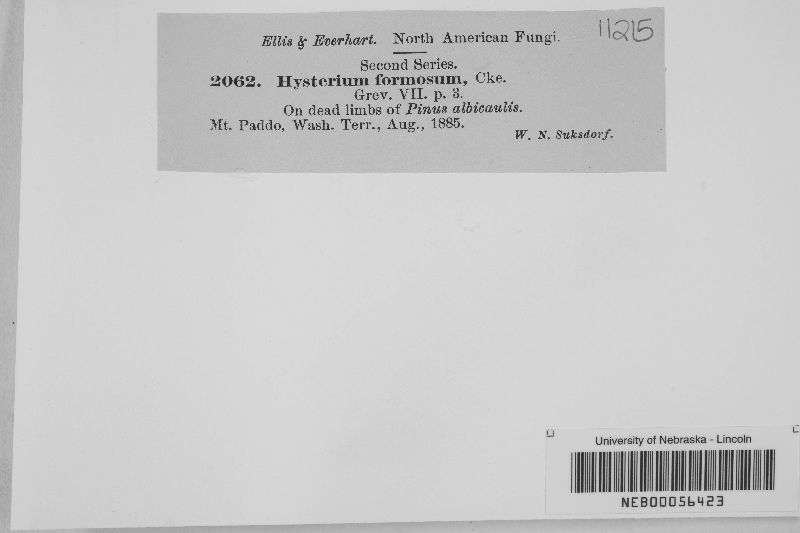 Ellis & Everhart. North American Fungi. 11215
Second Series.
2062. Hysterium formosum, Cke.
Grev. VII. p. 3.
On dead limbs of Pinus albicaulis.
Mt. Paddo, Wash. Terr., Aug., 1885.
W. N. Suksdorf.
University of Nebraska - Lincoln
NEB00056423